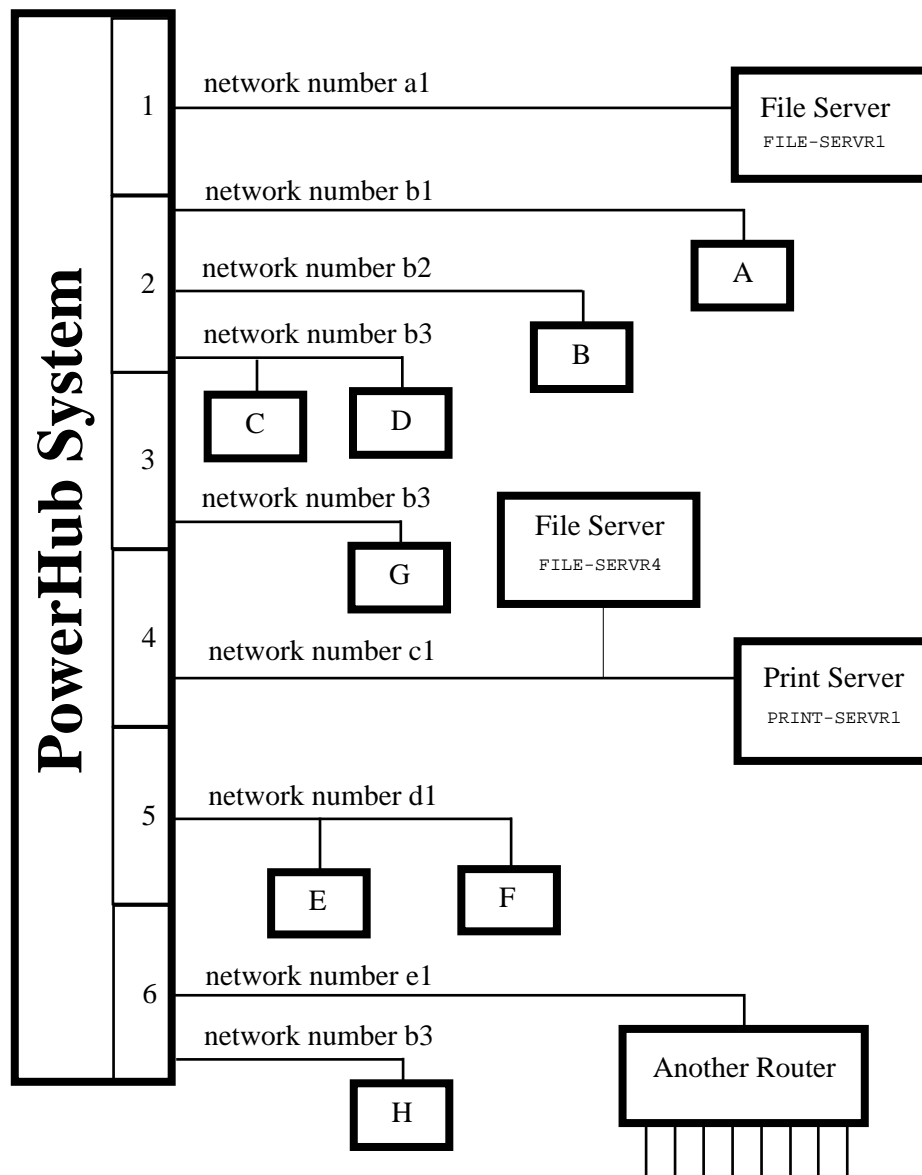 PowerHub System
1
network number a1
File Server
FILE-SERVR1
network number b1
A
2
network number b2
B
network number b3
C
D
3
network number b3
G
File Server
FILE-SERVR4
4
network number c1
Print Server
PRINT-SERVR1
5
network number d1
E
F
6
network number e1
Another Router
network number b3
H